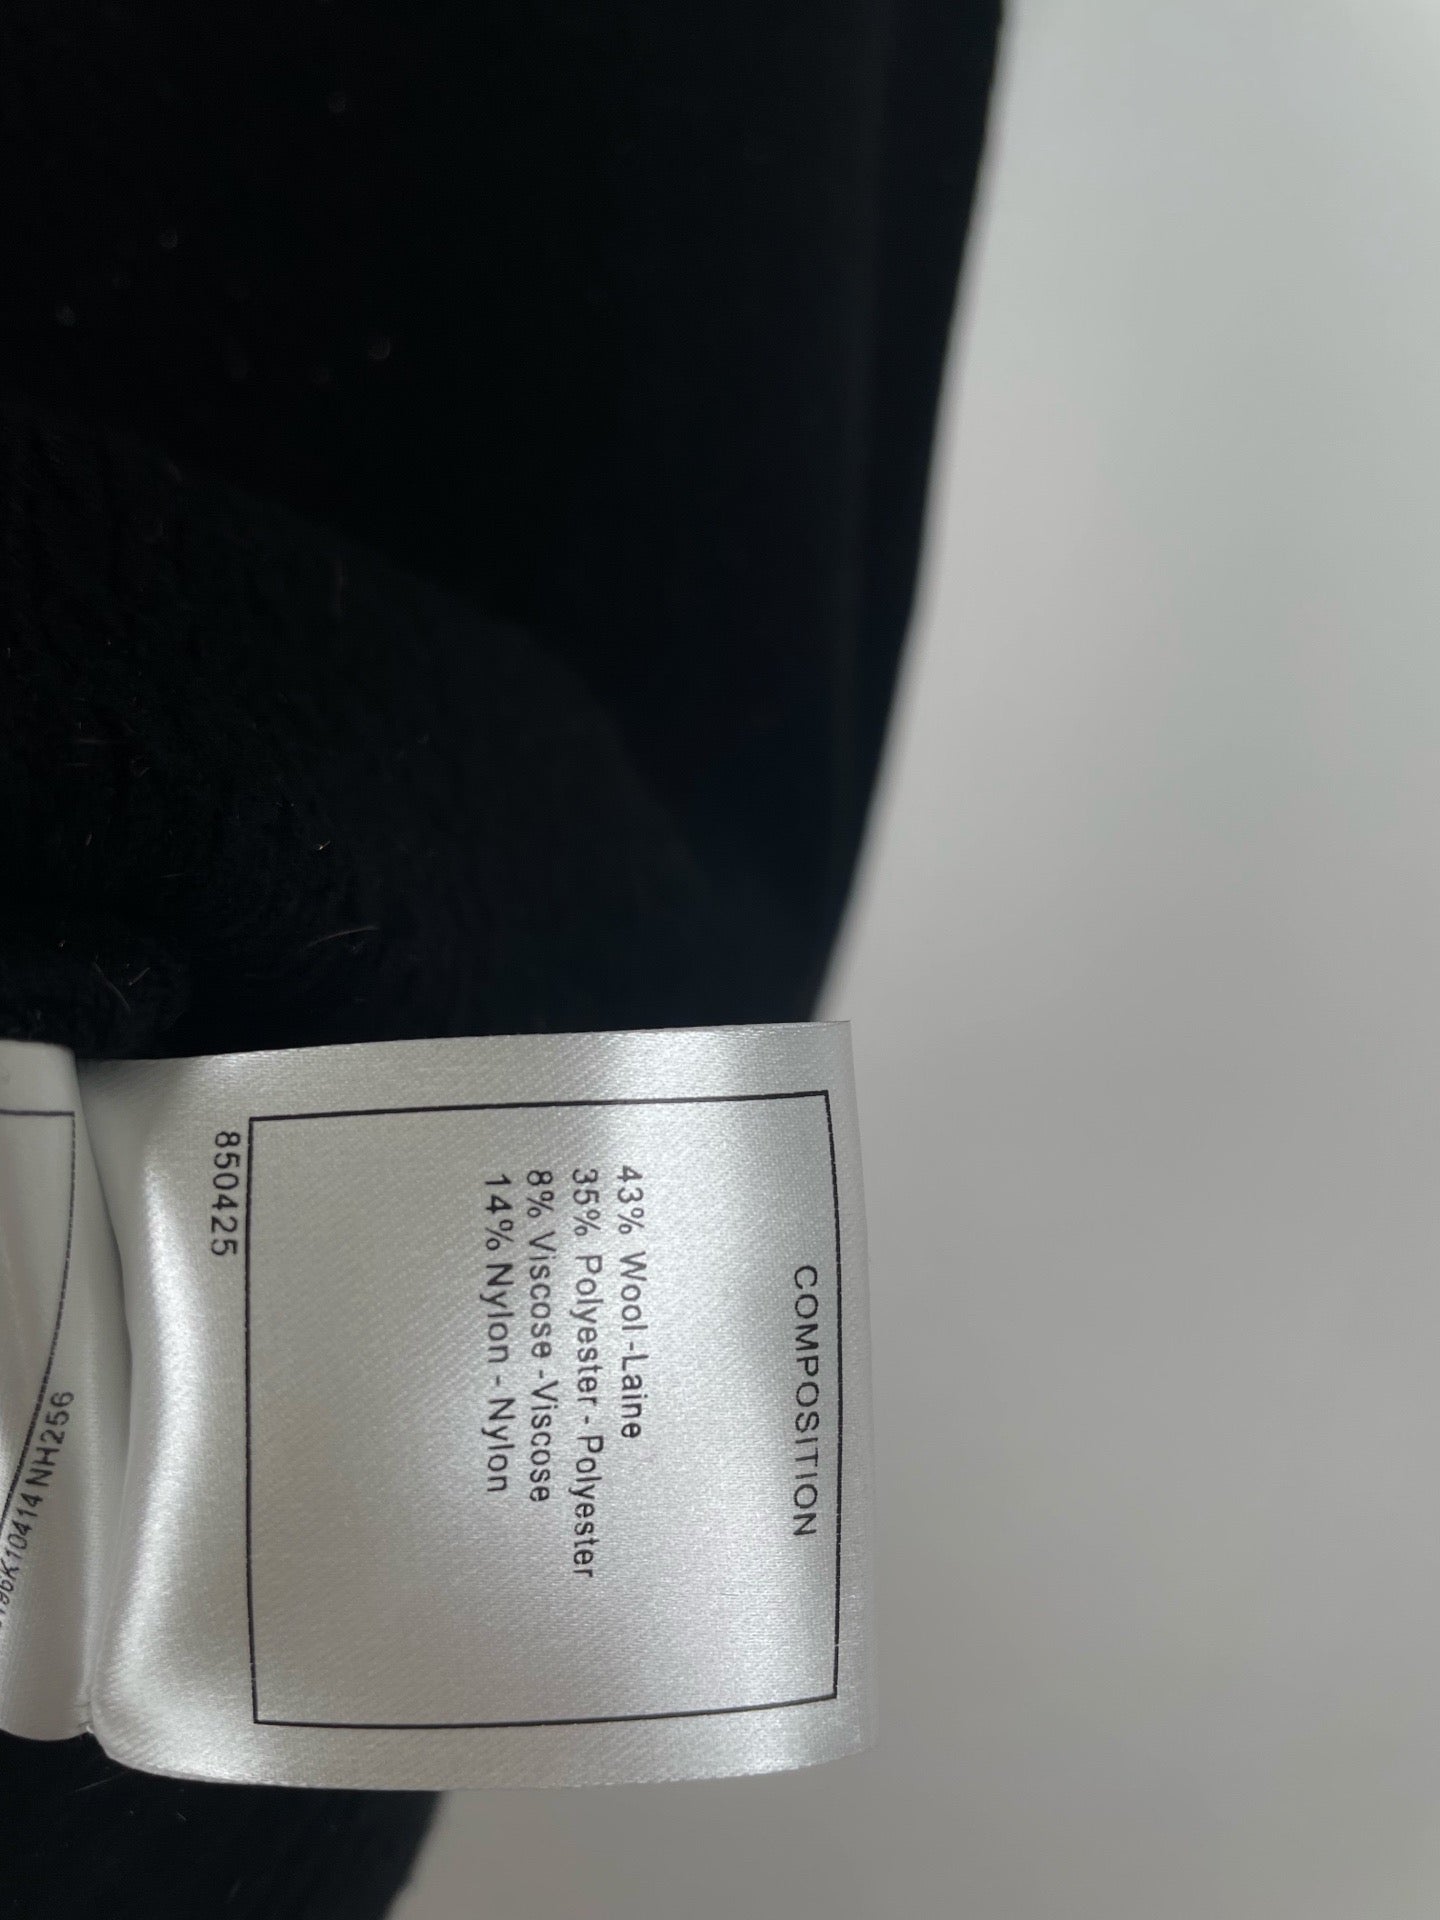 COMPOSITION
43% Wool -Laine
35% Polyester - Polyester
8% Viscose -Viscose
14% Nylon - Nylon
850425
NH256